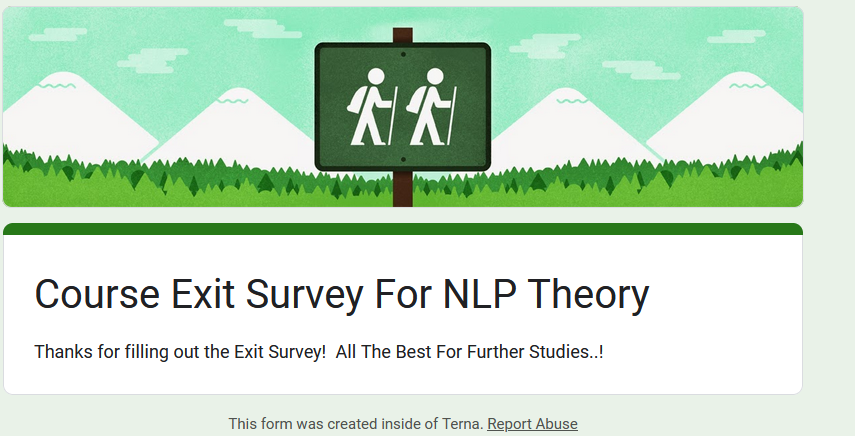 Course Exit Survey For NLP Theory
Thanks for filling out the Exit Survey!  All The Best For Further Studies..!
This form was created inside of Terna. Report Abuse